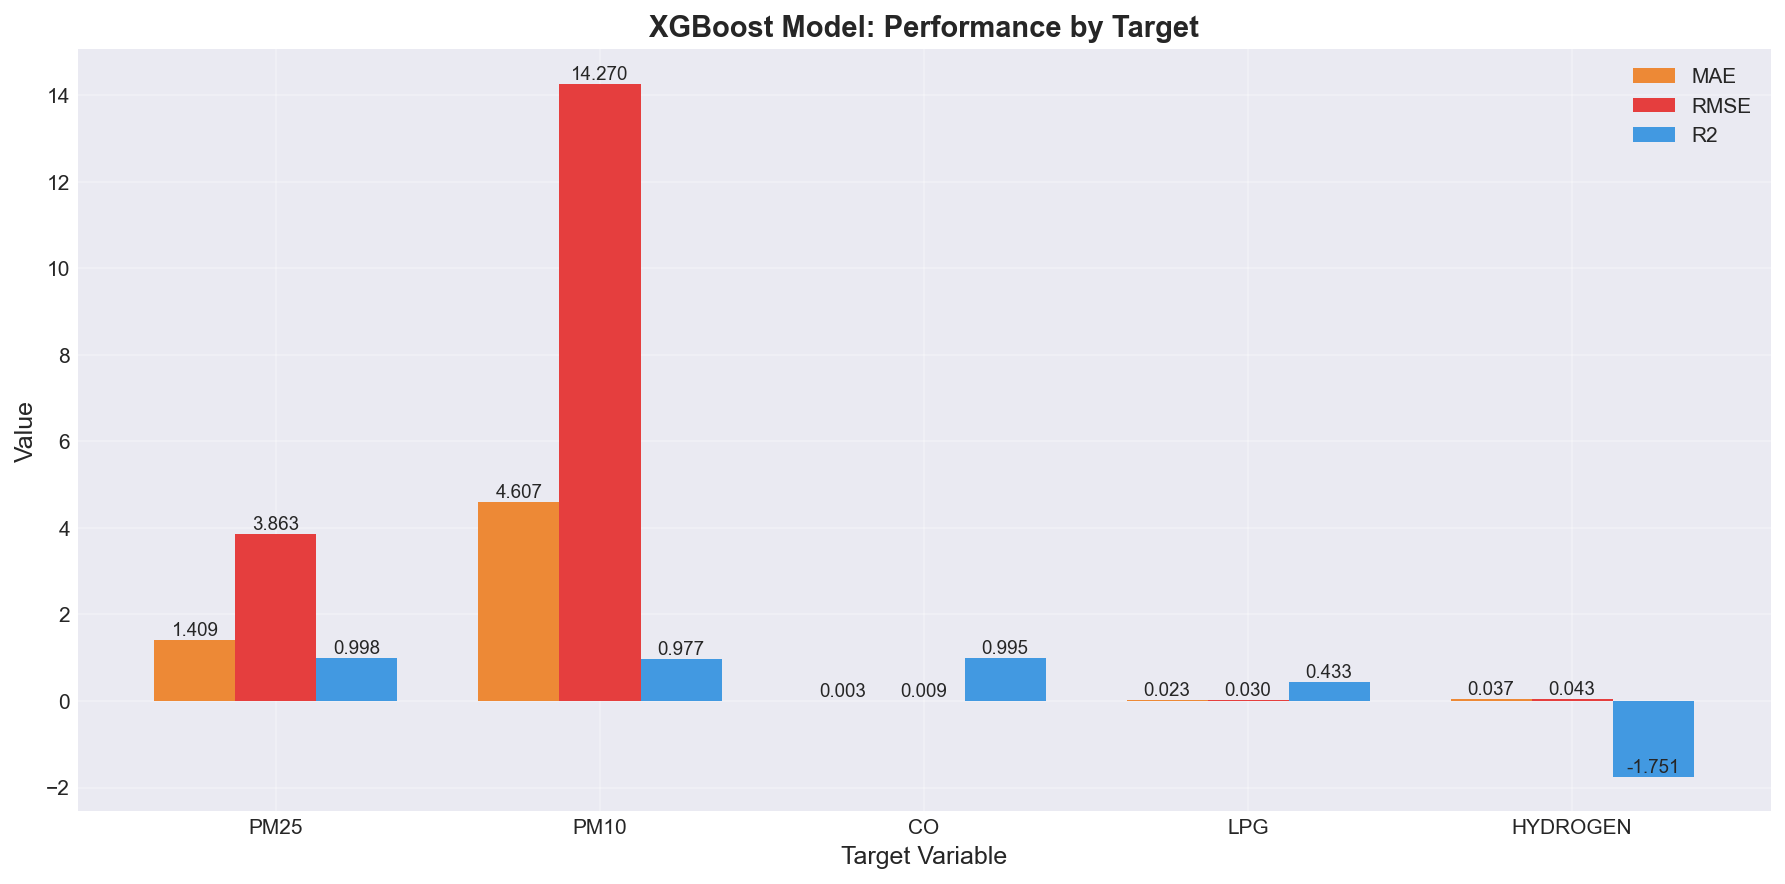 XGBoost Model: Performance by Target
MAE
RMSE
R2
Value
14
12
10
8
6
4
2
0
−2
1.409
3.863
0.998
4.607
14.270
0.977
0.003
0.009
0.995
0.023
0.030
0.433
0.037
0.043
-1.751
PM25
PM10
CO
LPG
HYDROGEN
Target Variable